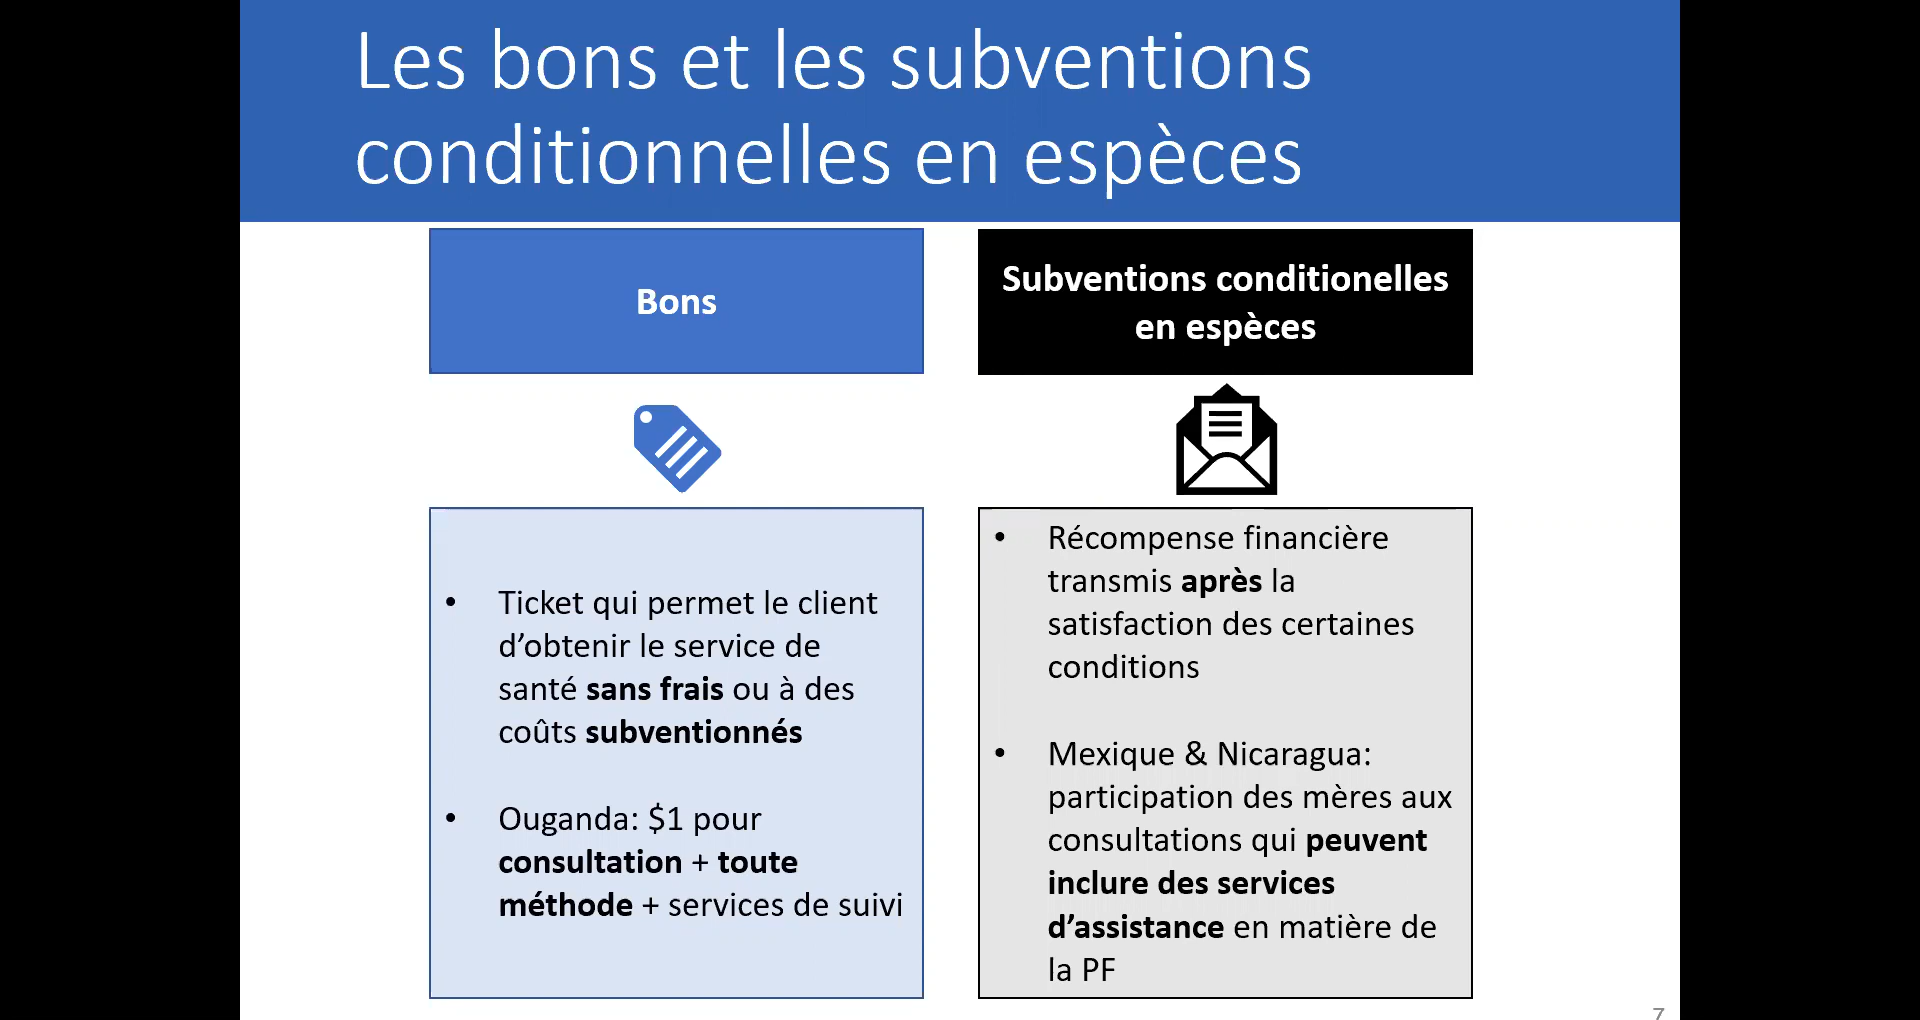 Les bons et les subventions
conditionnelles en espèces
Bons
Subventions conditionelles
en espèces
• Ticket qui permet le client
d’obtenir le service de
santé sans frais ou à des
coûts subventionnés
• Ouganda: $1 pour
consultation + toute
méthode + services de suivi
• Récompense financière
transmis après la
satisfaction des certaines
conditions
• Mexique & Nicaragua:
participation des mères aux
consultations qui peuvent
inclure des services
d’assistance en matière de
la PF
7